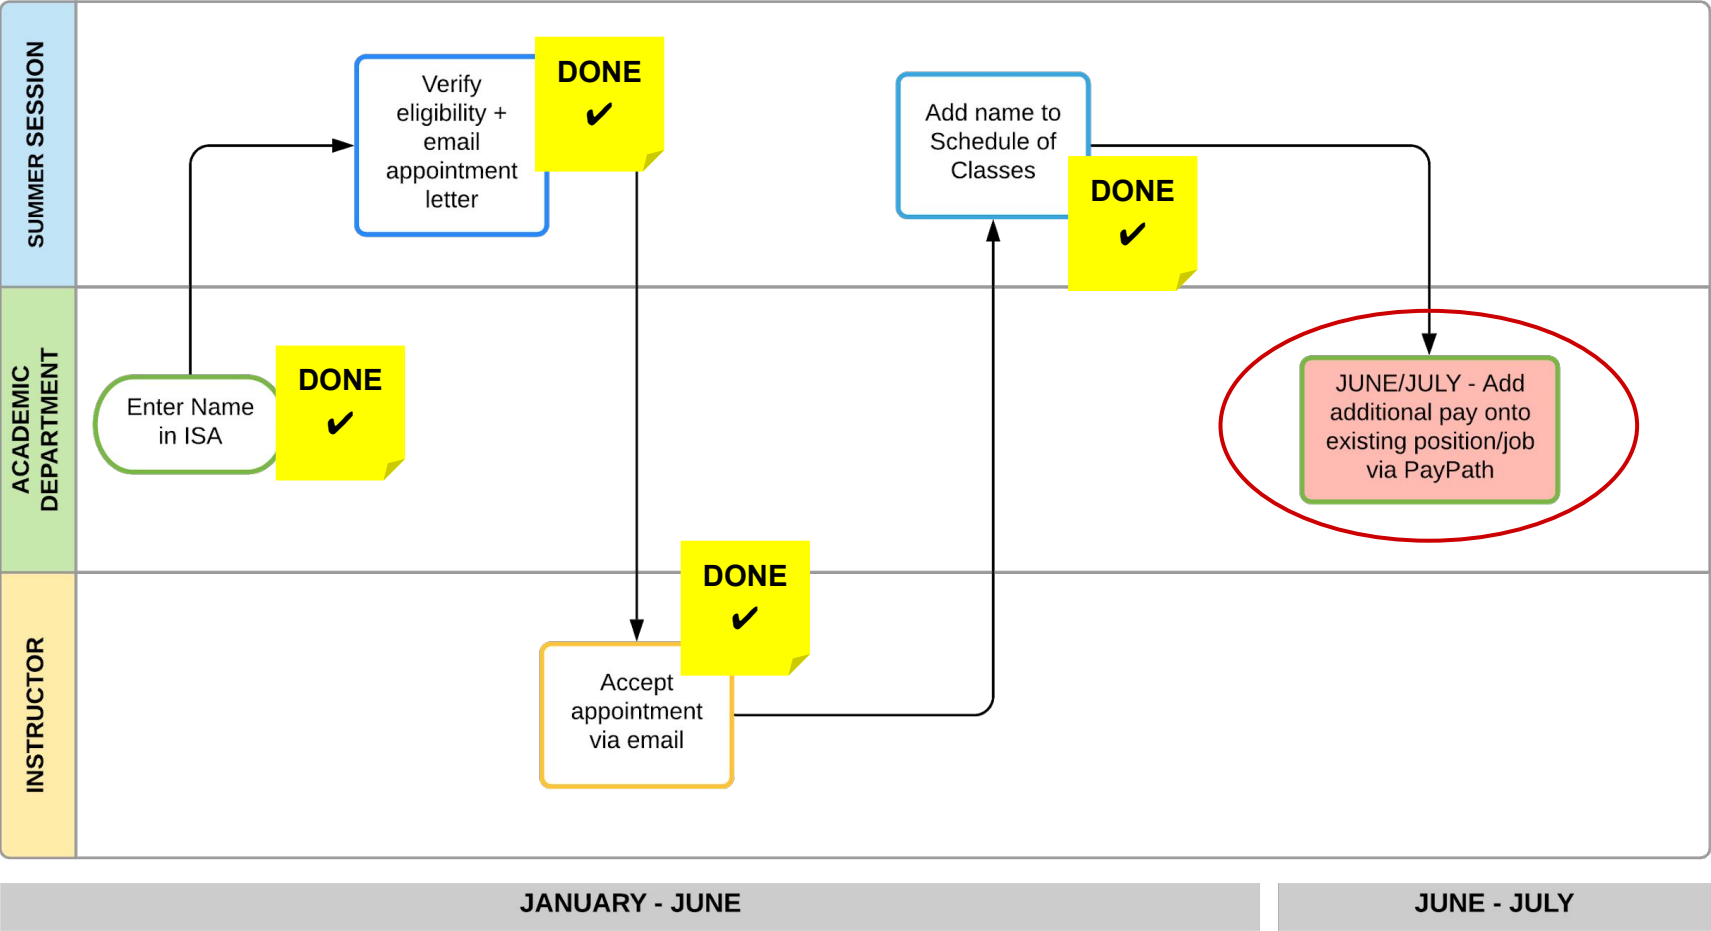 SUMMER SESSION
Verify
eligibility +
email
appointment
letter
DONE
✔
Add name to
Schedule of
Classes
DONE
✔
ACADEMIC
DEPARTMENT
Enter Name
in ISA
DONE
✔
JUNE/JULY - Add
additional pay onto
existing position/job
via PayPath
INSTRUCTOR
DONE
✔
Accept
appointment
via email
JANUARY - JUNE
JUNE - JULY